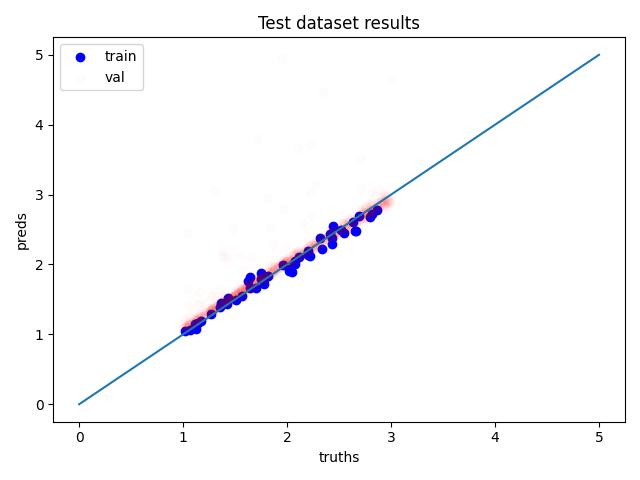 Test dataset results
train
val
5
4
3
2
1
0
preds
0 1 2 3 4 5
truths